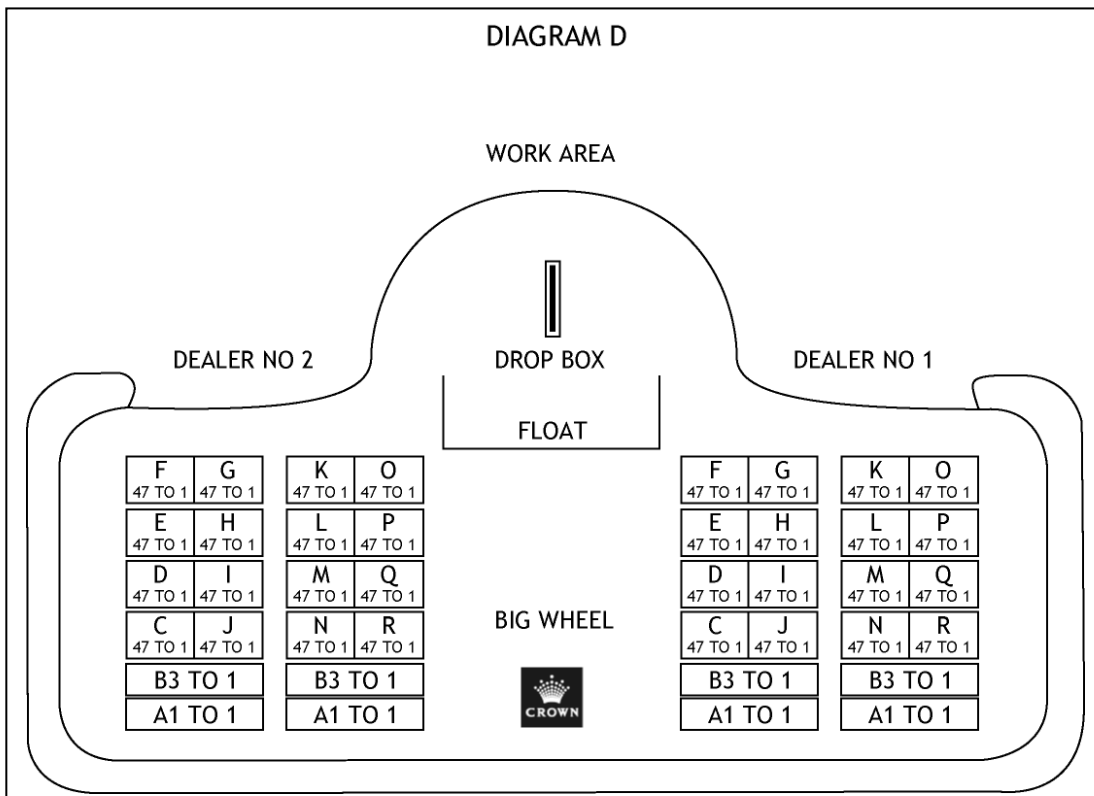 DIAGRAM D
WORK AREA
DEALER NO 2 DROP BOX DEALER NO 1
FLOAT
F G K O F G K O
47 TO 1 47 TO 1 47 TO 1 47 TO 1 47 TO 1 47 TO 1 47 TO 1 47 TO 1
E H L P E H L P
47 TO 1 47 TO 1 47 TO 1 47 TO 1 47 TO 1 47 TO 1 47 TO 1 47 TO 1
D I M Q D I M Q
47 TO 1 47 TO 1 47 TO 1 47 TO 1 47 TO 1 47 TO 1 47 TO 1 47 TO 1
C J N R BIG WHEEL C J N R
47 TO 1 47 TO 1 47 TO 1 47 TO 1 47 TO 1 47 TO 1 47 TO 1 47 TO 1
B3 TO 1 B3 TO 1 B3 TO 1 B3 TO 1
A1 TO 1 A1 TO 1 CROWN A1 TO 1 A1 TO 1